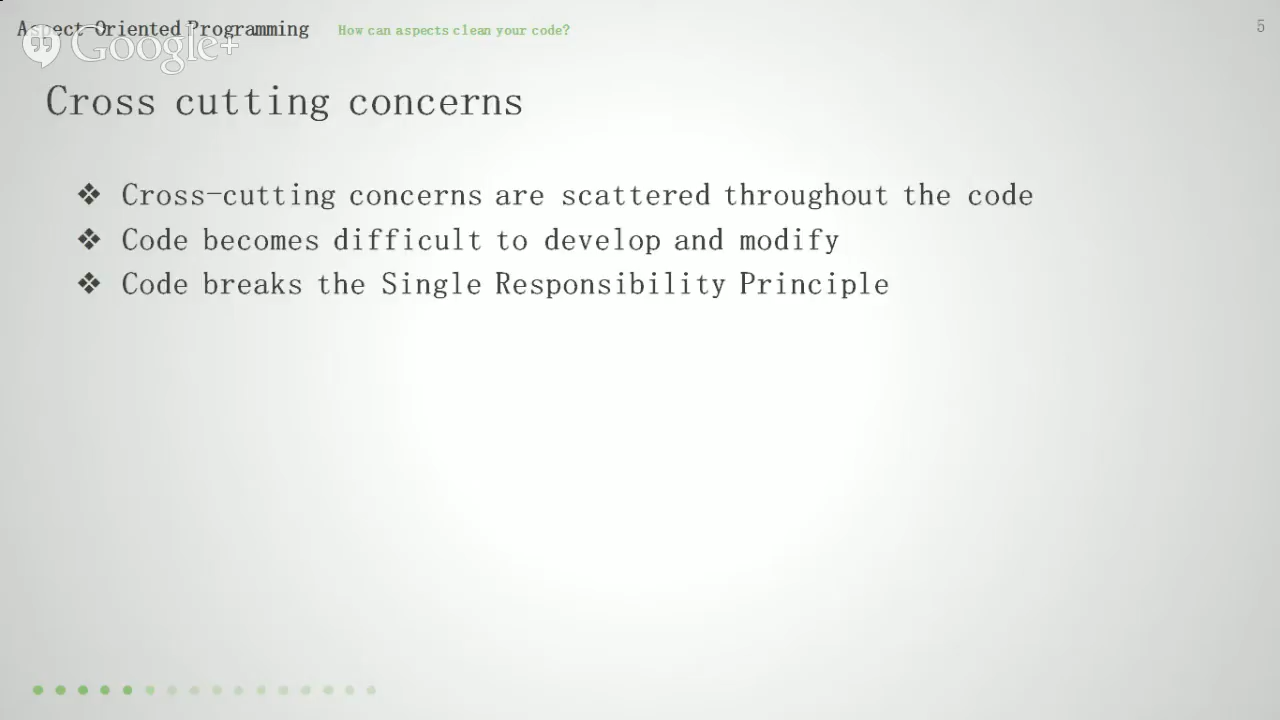 Aspect Oriented Programming How can aspects clean your code? 5
Google+
Cross cutting concerns
❖ Cross-cutting concerns are scattered throughout the code
❖ Code becomes difficult to develop and modify
❖ Code breaks the Single Responsibility Principle